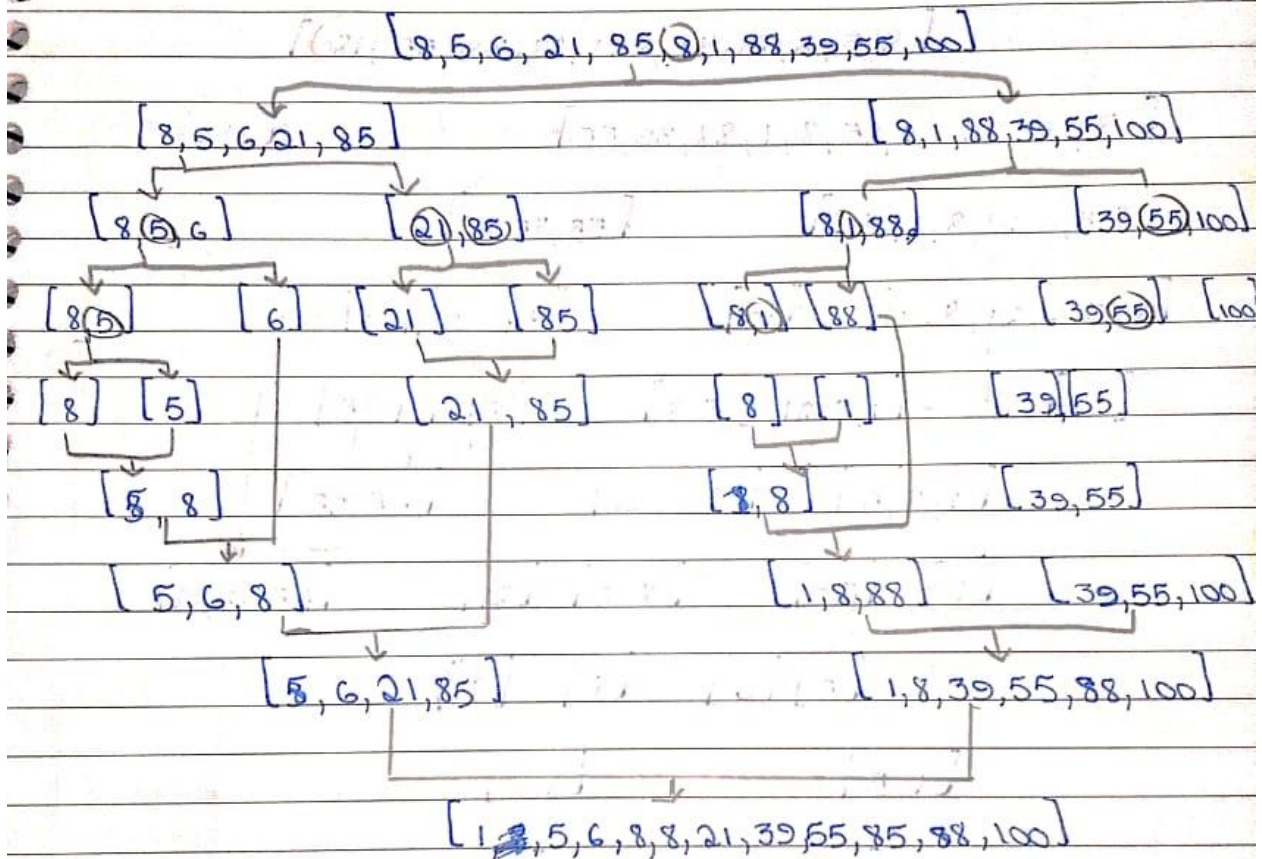 [8, 5, 6, 21, 85, 8, 1, 88, 39, 55, 100]
[8, 5, 6, 21, 85] [8, 1, 88, 39, 55, 100]
[8, 5, 6] [21, 85] [8, 1, 88] [39, 55, 100]
[8, 5] [6] [21] [85] [8, 1] [88] [39, 55] [100
[8] [5] [21, 85] [8] [1] [39] [55]
[5, 8] [1, 8] [39, 55]
[5, 6, 8] [1, 8, 88] [39, 55, 100]
[5, 6, 21, 85] [1, 8, 39, 55, 88, 100]
[1, 5, 6, 8, 8, 21, 39, 55, 85, 88, 100]